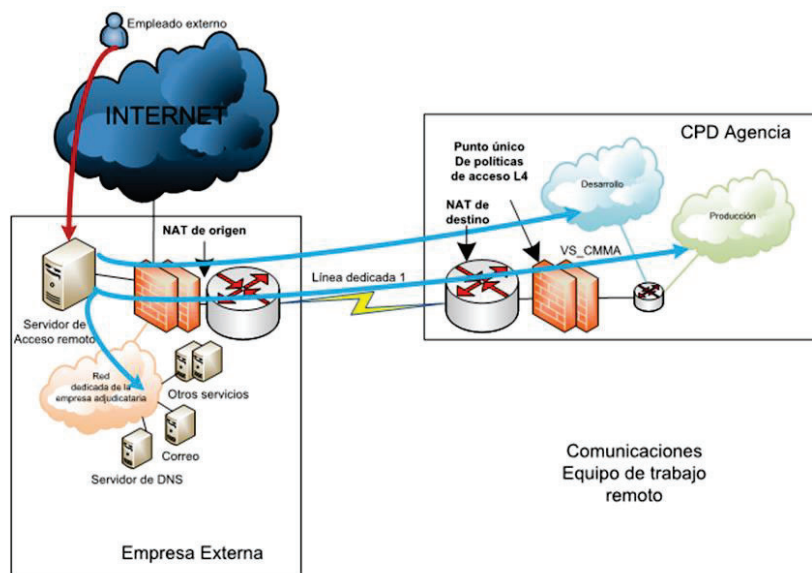 Empleado externo
INTERNET
CPD Agencia
Punto único
De políticas
de acceso L4
Desarrollo
NAT de
destino
Producción
NAT de origen
VS_CMMA
Línea dedicada 1
Servidor de
Acceso remoto
Red
dedicada de la
empresa adjudicataria
Otros servicios
Correo
Servidor de DNS
Comunicaciones
Equipo de trabajo
remoto
Empresa Externa